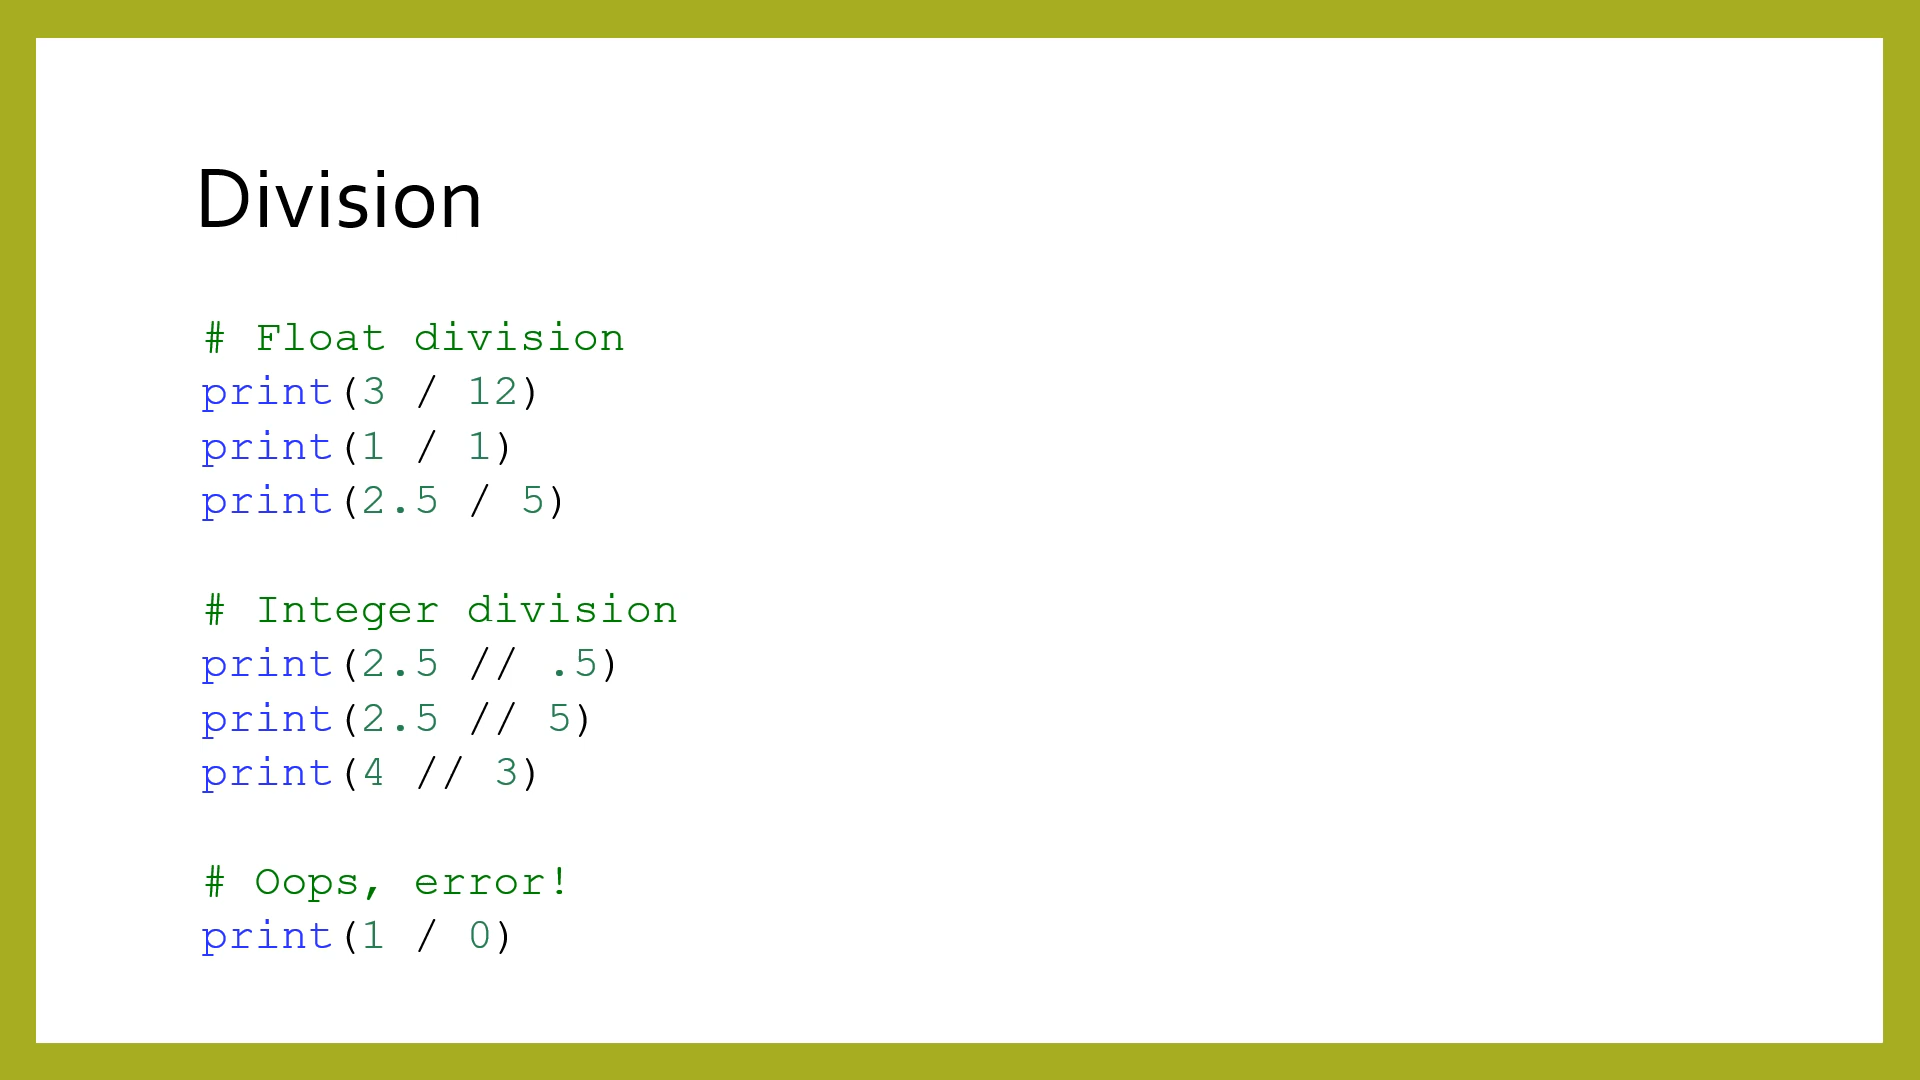 Division
# Float division
print(3 / 12)
print(1 / 1)
print(2.5 / 5)
# Integer division
print(2.5 // .5)
print(2.5 // 5)
print(4 // 3)
# Oops, error!
print(1 / 0)